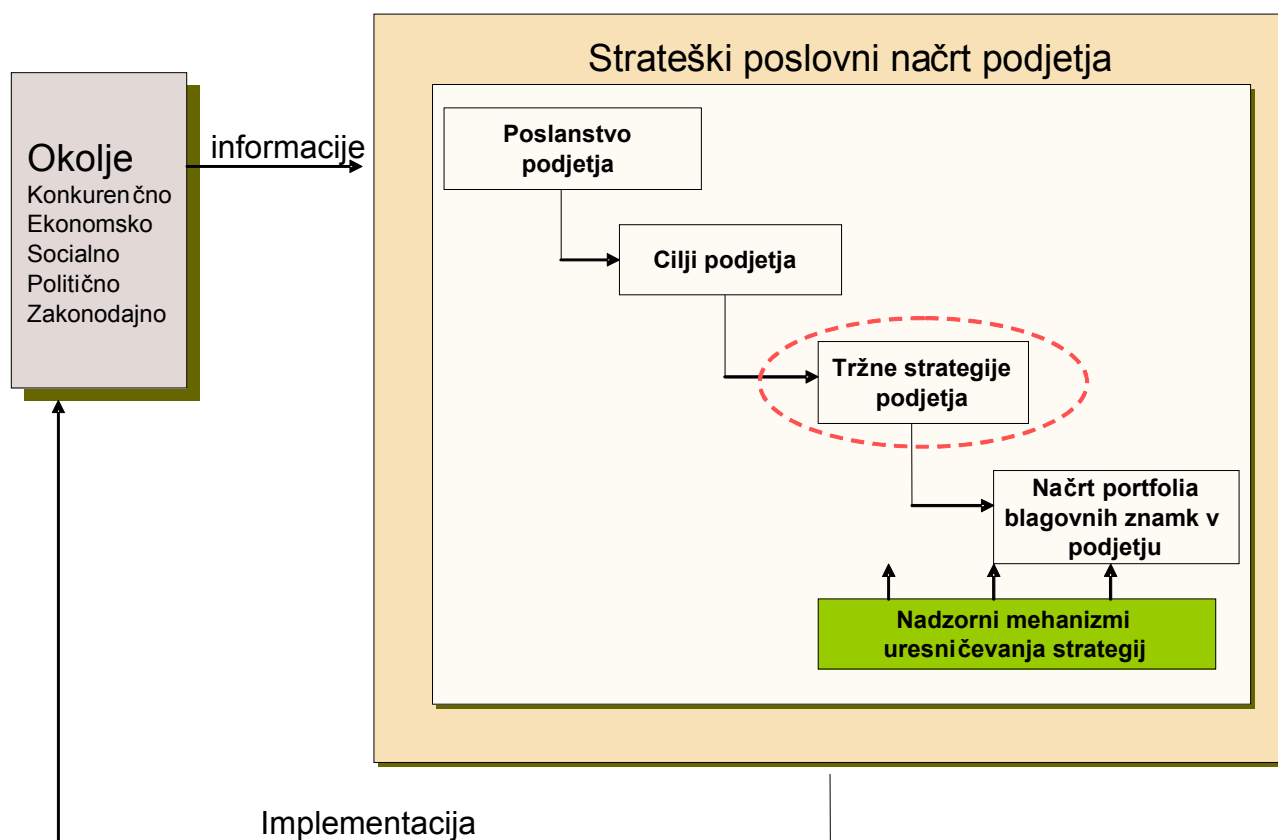 Strateški poslovni načrt podjetja
Okolje
Konkurenčno
Ekonomsko
Socialno
Politično
Zakonodajno
informacije
Poslanstvo
podjetja
Cilji podjetja
Tržne strategije
podjetja
Načrt portfolia
blagovnih znamk v
podjetju
Nadzorni mehanizmi
uresničevanja strategij
Implementacija